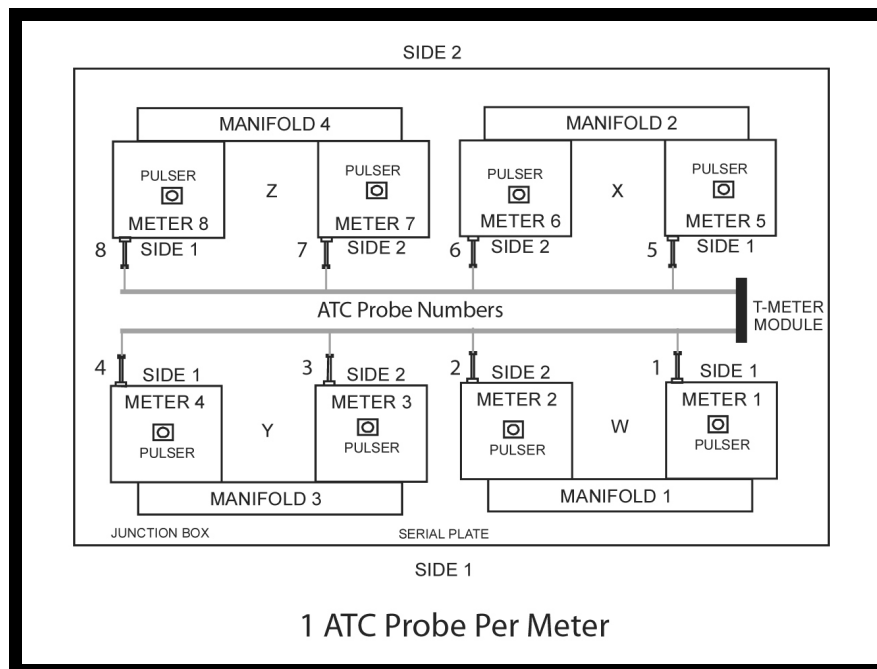 SIDE 2
MANIFOLD 4
MANIFOLD 2
PULSER
Z
PULSER
PULSER
X
PULSER
METER 8
METER 7
METER 6
METER 5
8
SIDE 1
7
SIDE 2
6
SIDE 2
5
SIDE 1
ATC Probe Numbers
T-METER
MODULE
4
SIDE 1
3
SIDE 2
2
SIDE 2
1
SIDE 1
METER 4
METER 3
METER 2
METER 1
Y
W
PULSER
PULSER
PULSER
PULSER
MANIFOLD 3
MANIFOLD 1
JUNCTION BOX
SERIAL PLATE
SIDE 1
1 ATC Probe Per Meter